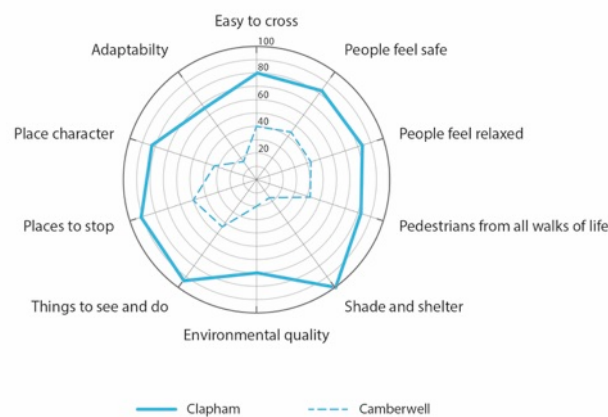 Easy to cross
100
Adaptabilty
People feel safe
80
60
Place character
40
People feel relaxed
20
Places to stop
Pedestrians from all walks of life
Things to see and do
Shade and shelter
Environmental quality
Clapham
Camberwell